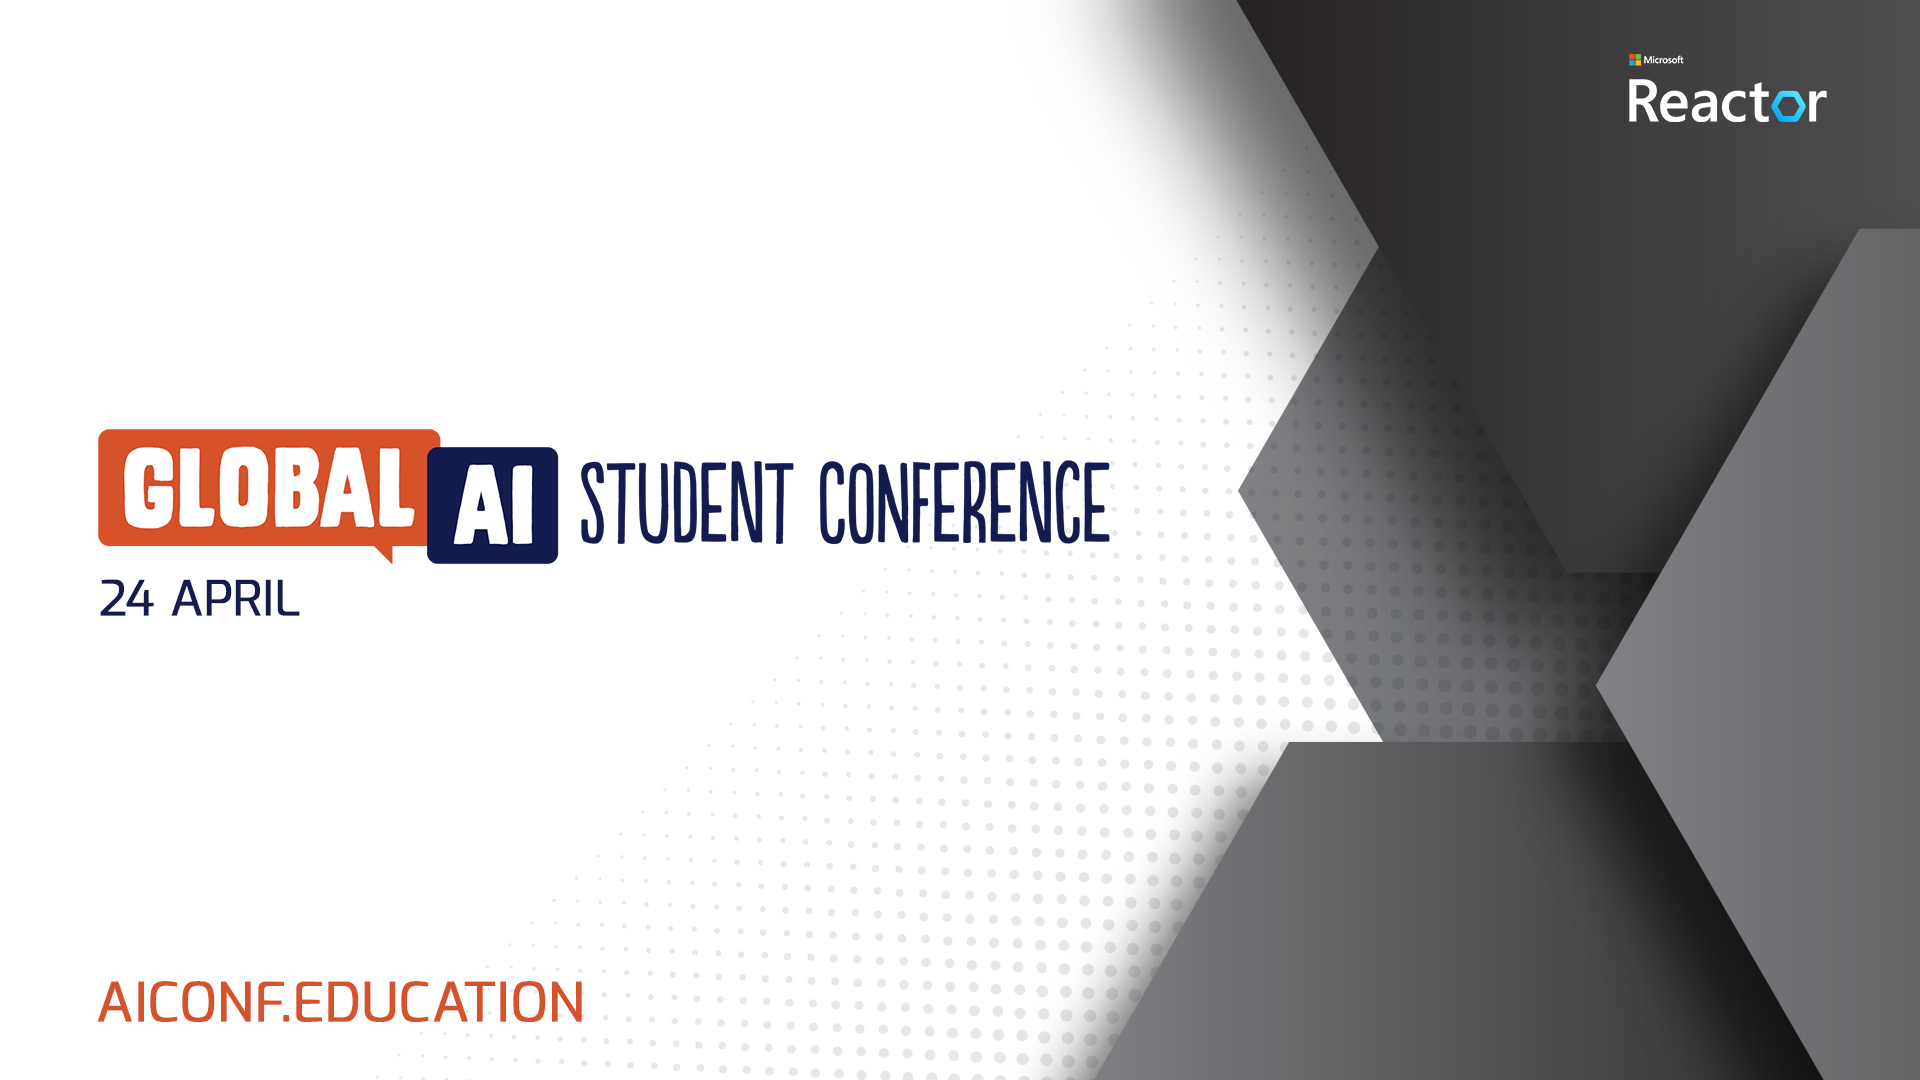 Microsoft
Reactor
GLOBAL AI STUDENT CONFERENCE
24 APRIL
AICONF.EDUCATION